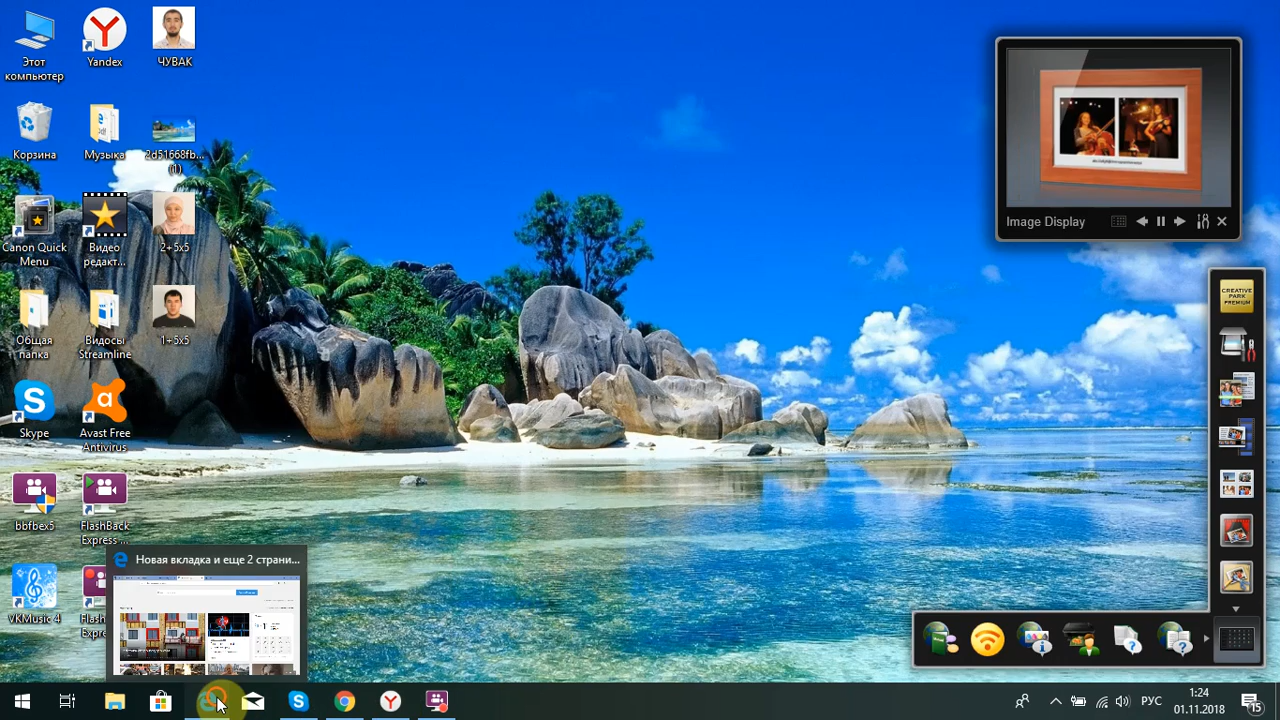 Этот
компьютер
Yandex
ЧУВАК
Корзина
Музыка
2d51668fb...
(1)
Canon Quick
Menu
Видео
редакт...
2+5x5
Общая
папка
Видосы
Streamline
1+5x5
Skype
Avast Free
Antivirus
bbfbex5
FlashBack
Express ...
VKMusic 4
Новая вкладка и еще 2 страни...
Image Display
CREATIVE
PARK
PREMIUM
РУС
1:24
01.11.2018
15